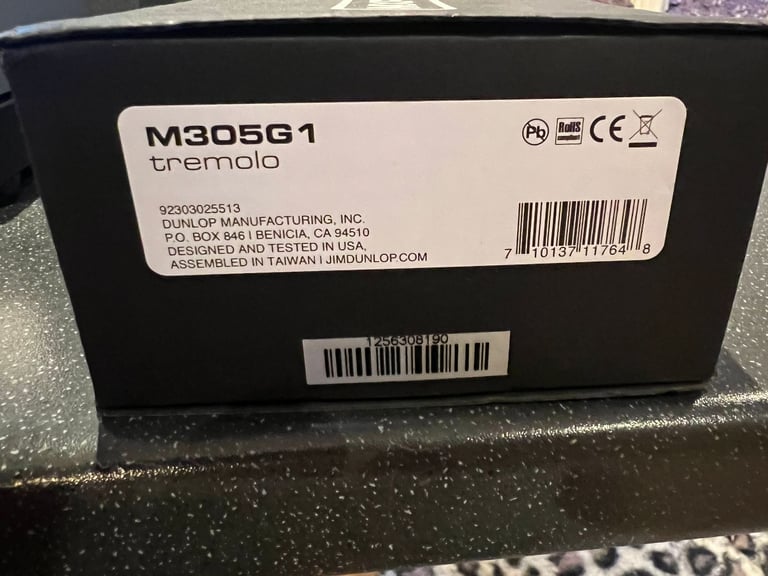 M305G1
tremolo
Pb
RoHS
compliant
CE
92303025513
DUNLOP MANUFACTURING, INC.
P.O. BOX 846 I BENICIA, CA 94510
DESIGNED AND TESTED IN USA,
ASSEMBLED IN TAIWAN I JIMDUNLOP.COM
7 10137 11764 8
1256308190